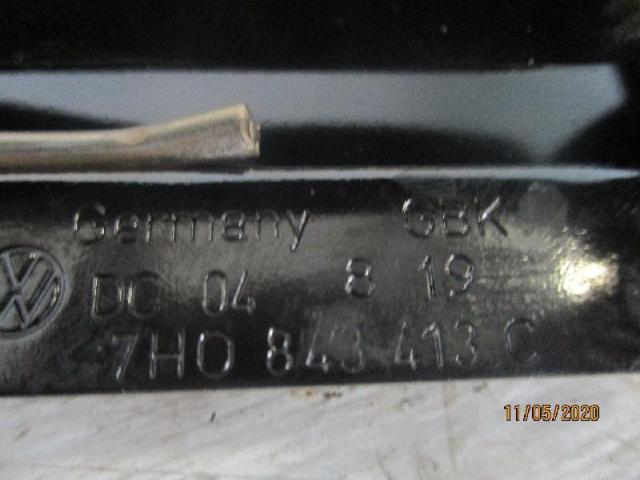 Germany GBK
DC 04 8 19
7H0 843 413 C
11/05/2020